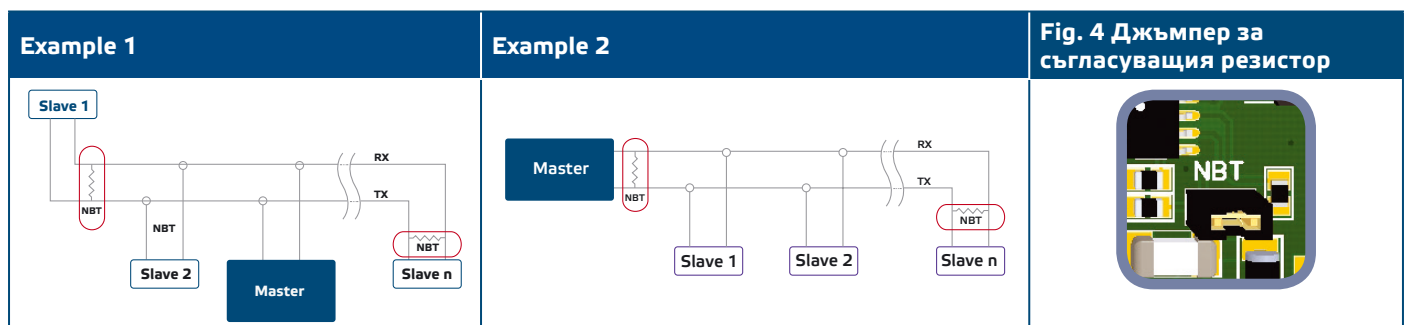 Example 1
Example 2
Fig. 4 Джъмпер за
съгласуващия резистор
Slave 1
RX
TX
NBT
NBT
NBT
Slave 2
Master
Slave n
Master
RX
TX
NBT
NBT
Slave 1
Slave 2
Slave n
NBT